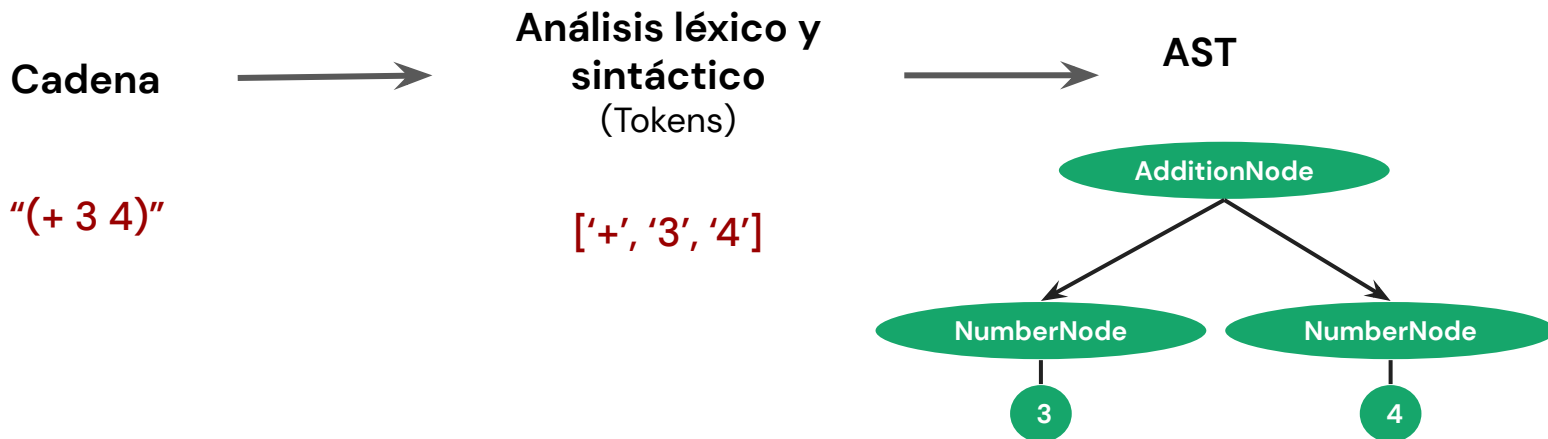 Cadena
Análisis léxico y
sintáctico
(Tokens)
AST
“(+ 3 4)”
[‘+’, ‘3’, ‘4’]
AdditionNode
NumberNode
NumberNode
3
4